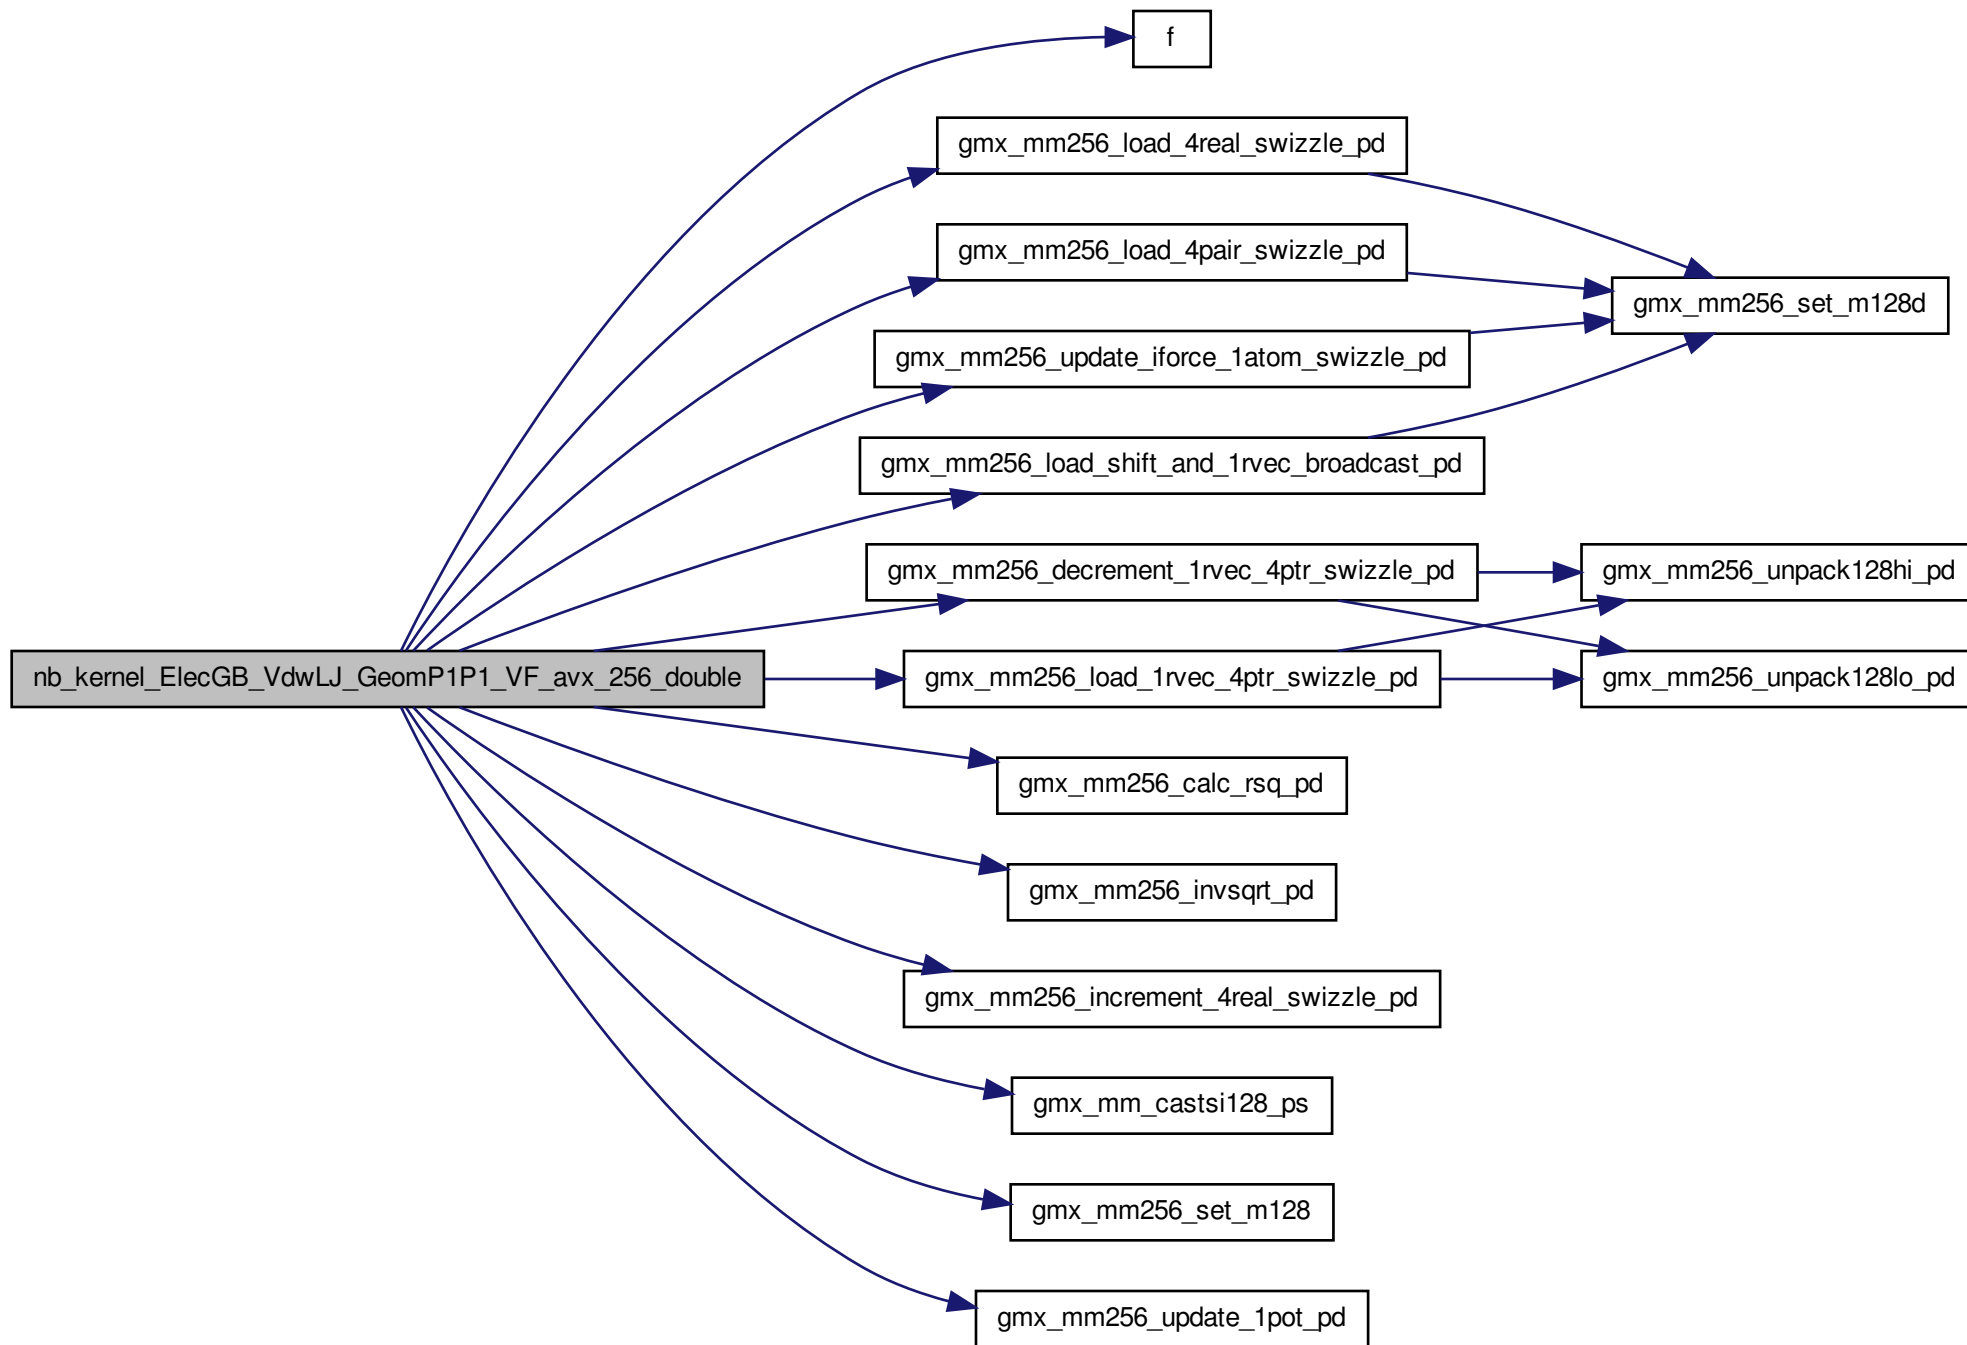 f
gmx_mm256_load_4real_swizzle_pd
gmx_mm256_load_4pair_swizzle_pd
gmx_mm256_set_m128d
gmx_mm256_update_iforce_1atom_swizzle_pd
gmx_mm256_load_shift_and_1rvec_broadcast_pd
gmx_mm256_decrement_1rvec_4ptr_swizzle_pd
gmx_mm256_unpack128hi_pd
nb_kernel_ElecGB_VdwLJ_GeomP1P1_VF_avx_256_double
gmx_mm256_load_1rvec_4ptr_swizzle_pd
gmx_mm256_unpack128lo_pd
gmx_mm256_calc_rsq_pd
gmx_mm256_invsqrt_pd
gmx_mm256_increment_4real_swizzle_pd
gmx_mm_castsi128_ps
gmx_mm256_set_m128
gmx_mm256_update_1pot_pd